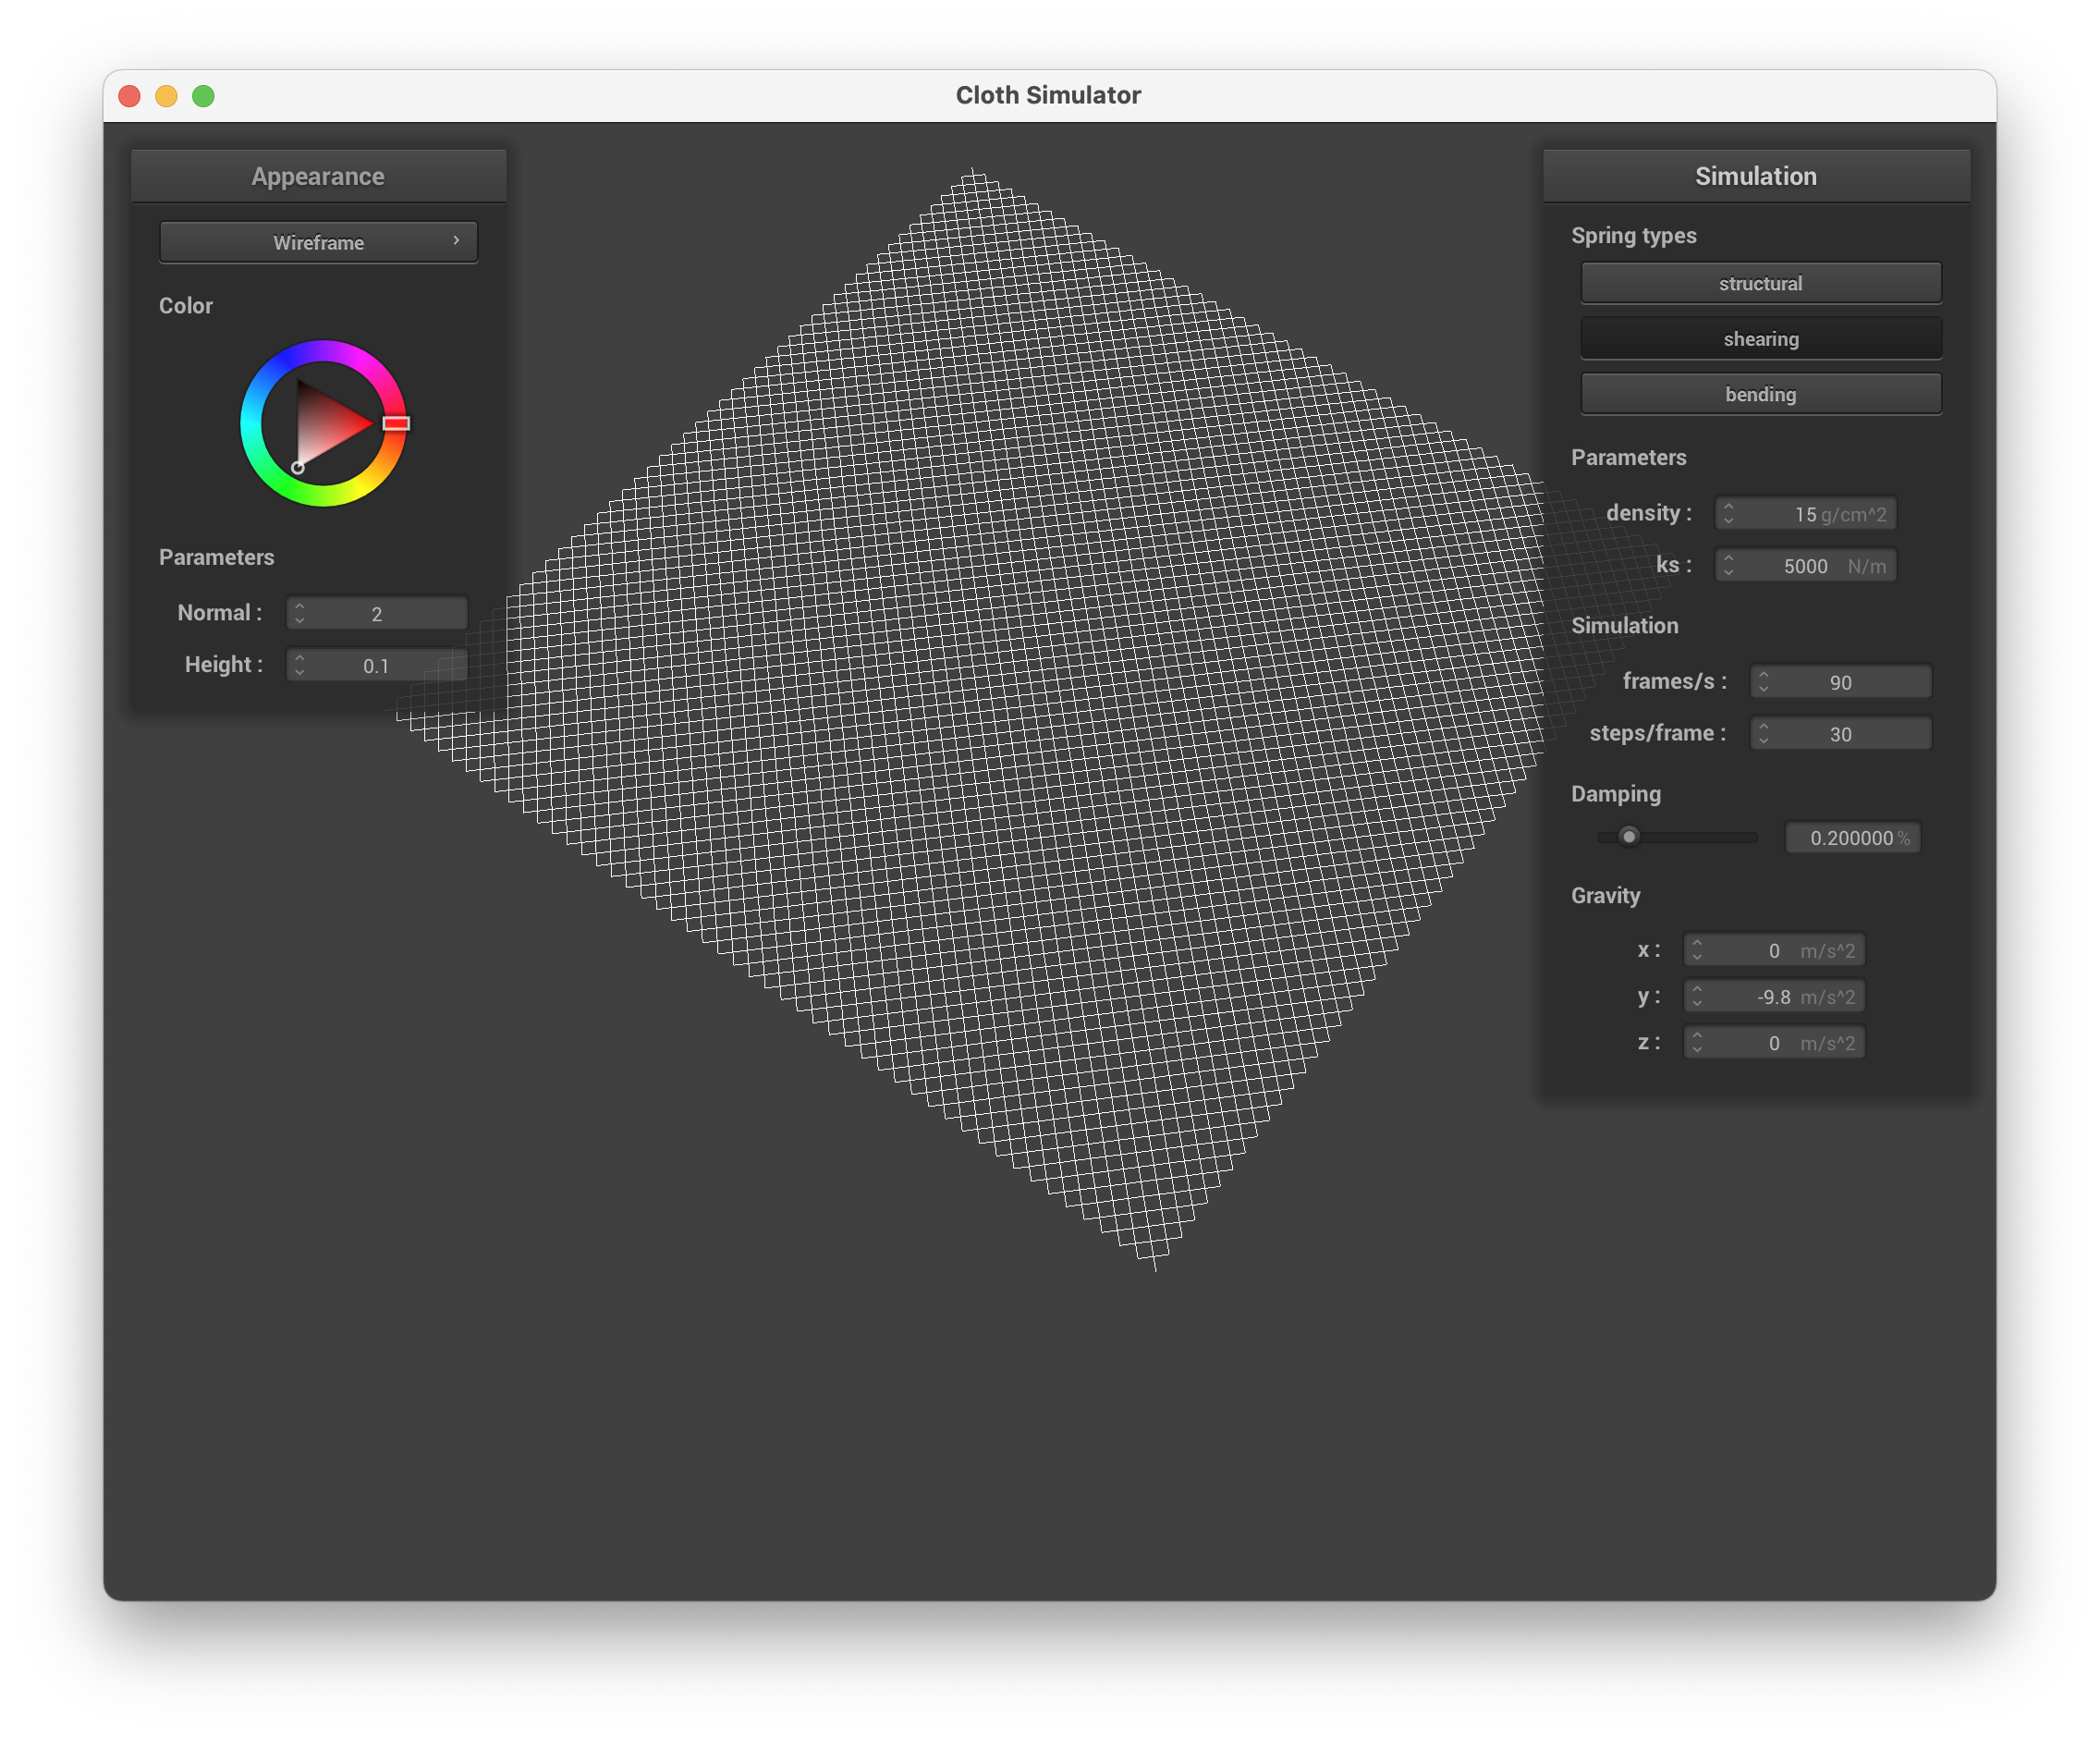 Cloth Simulator
Appearance
Wireframe
Color
Parameters
Normal : 2
Height : 0.1
Simulation
Spring types
structural
shearing
bending
Parameters
density : 15 g/cm^2
ks : 5000 N/m
Simulation
frames/s : 90
steps/frame : 30
Damping
0.200000 %
Gravity
x : 0 m/s^2
y : -9.8 m/s^2
z : 0 m/s^2